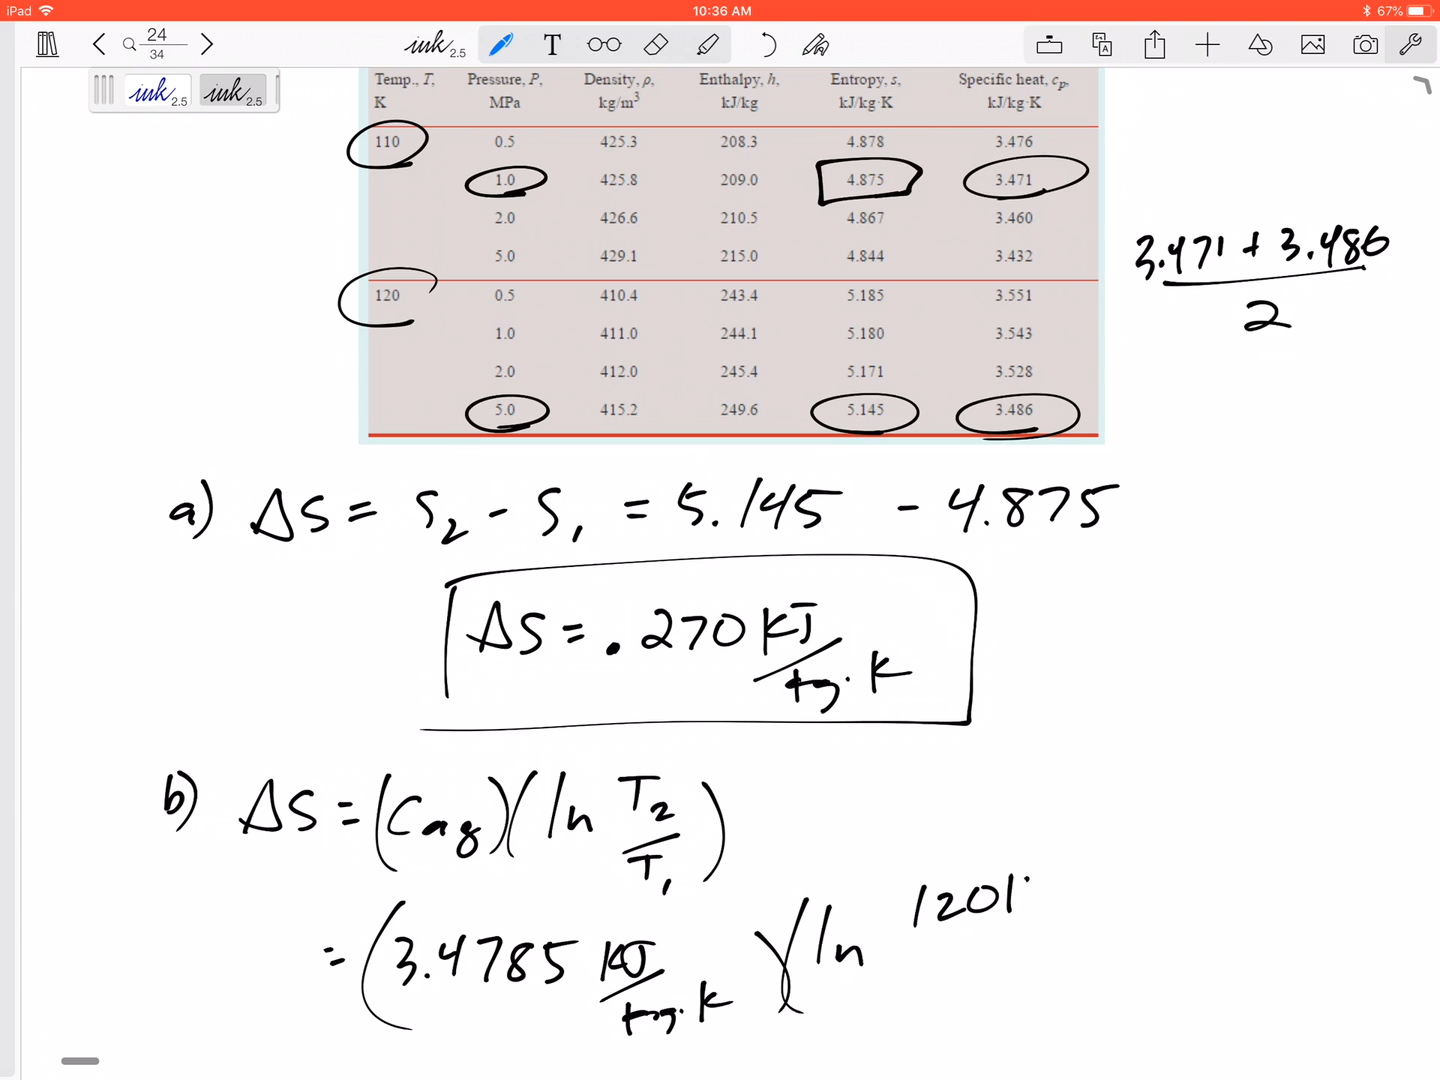 iPad 10:36 AM 67%
24
34
ink 2.5 T
ink 2.5 ink 2.5
Temp., T, K Pressure, P, MPa Density, ρ, kg/m³ Enthalpy, h, kJ/kg Entropy, s, kJ/kg·K Specific heat, cₚ, kJ/kg·K
110 0.5 425.3 208.3 4.878 3.476
1.0 425.8 209.0 4.875 3.471
2.0 426.6 210.5 4.867 3.460
5.0 429.1 215.0 4.844 3.432
120 0.5 410.4 243.4 5.185 3.551
1.0 411.0 244.1 5.180 3.543
2.0 412.0 245.4 5.171 3.528
5.0 415.2 249.6 5.145 3.486
3.471 + 3.486
2
a) ΔS = S₂ - S₁ = 5.145 - 4.875
ΔS = .270 KJ/kg·K
b) ΔS = (Cavg)(ln T₂/T₁)
= (3.4785 KJ/kg·K)(ln 120